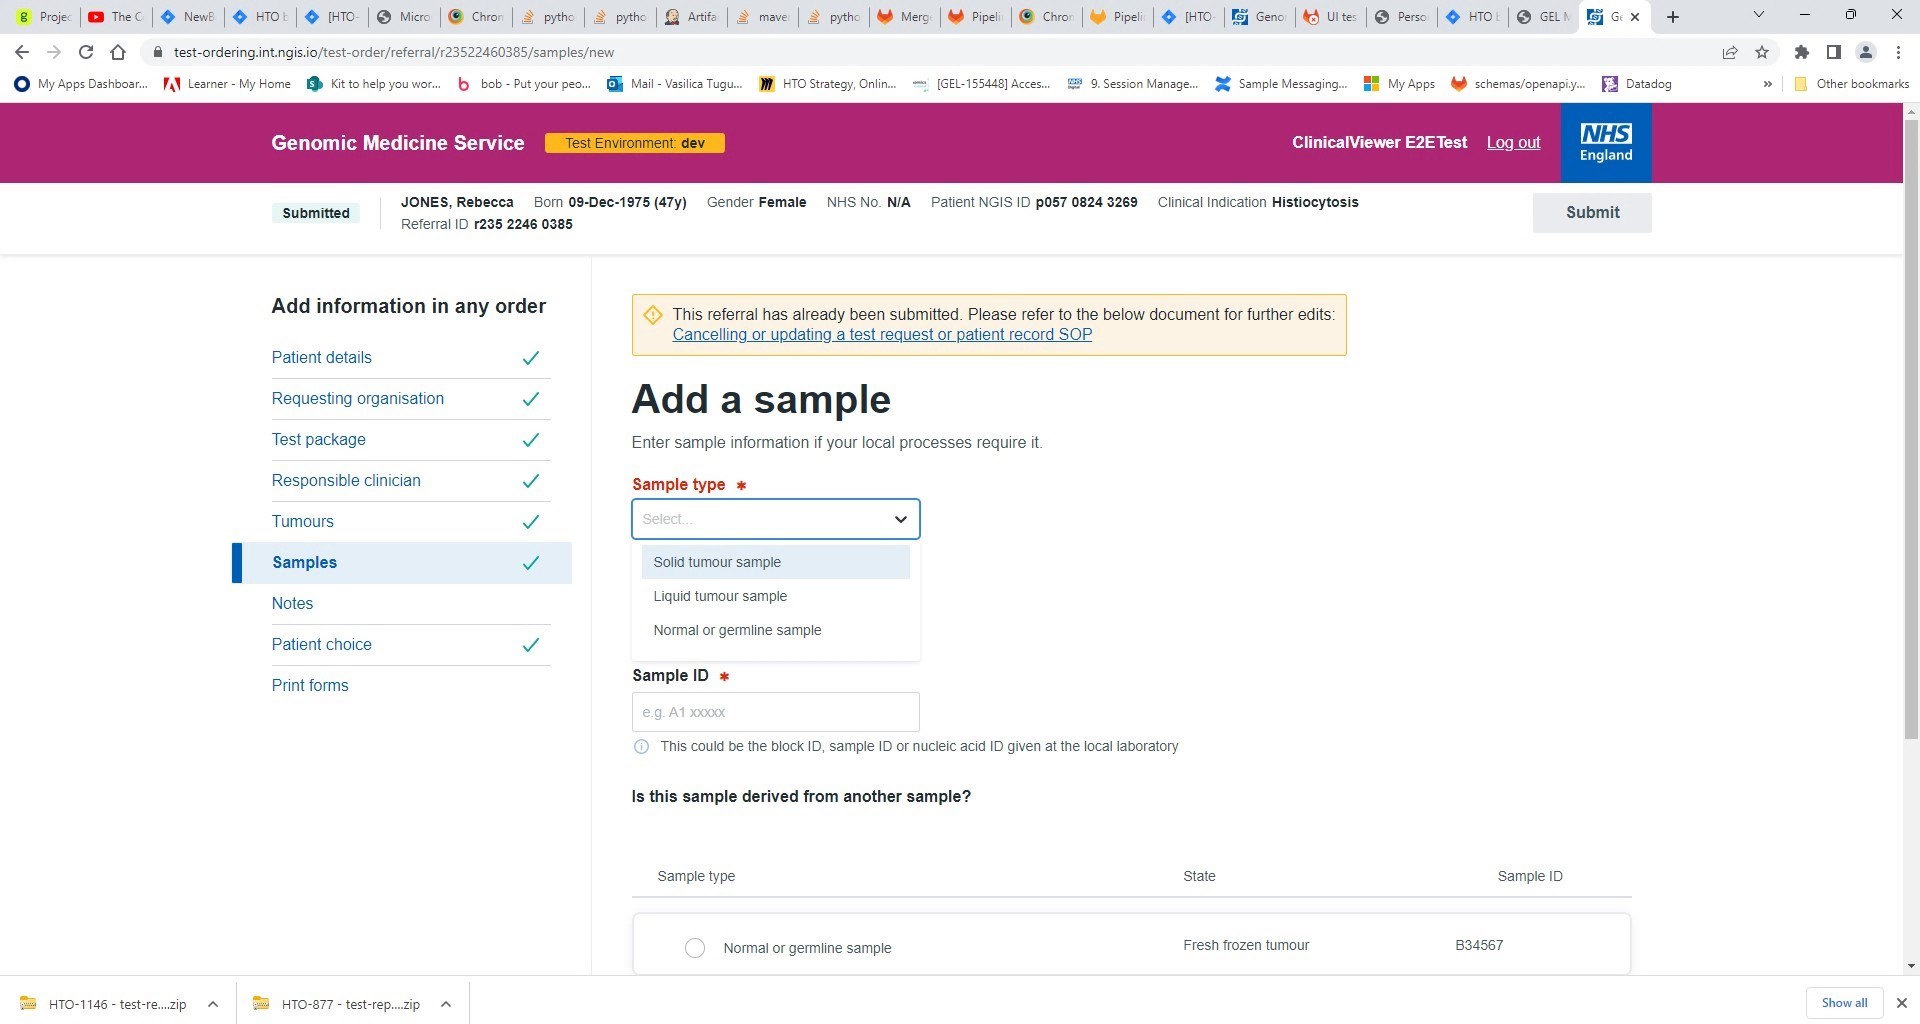 Projec
The C
NewB
HTO b
[HTO-
Micro
Chron
pytho
pytho
Artifa
mave
pytho
Merg
Pipelin
Chron
Pipelin
[HTO-
Geno
UI tes
Perso
HTO b
GEL M
Ge
test-ordering.int.ngis.io/test-order/referral/r23522460385/samples/new
My Apps Dashboar...
Learner - My Home
Kit to help you wor...
bob - Put your peo...
Mail - Vasilica Tugu...
HTO Strategy, Onlin...
[GEL-155448] Acces...
9. Session Manage...
Sample Messaging...
My Apps
schemas/openapi.y...
Datadog
»
Other bookmarks
Genomic Medicine Service
Test Environment: dev
ClinicalViewer E2ETest
Log out
NHS
England
Submitted
JONES, Rebecca Born 09-Dec-1975 (47y) Gender Female NHS No. N/A Patient NGIS ID p057 0824 3269 Clinical Indication Histiocytosis
Referral ID r235 2246 0385
Submit
Add information in any order
Patient details
Requesting organisation
Test package
Responsible clinician
Tumours
Samples
Notes
Patient choice
Print forms
This referral has already been submitted. Please refer to the below document for further edits:
Cancelling or updating a test request or patient record SOP
Add a sample
Enter sample information if your local processes require it.
Sample type *
Select...
Solid tumour sample
Liquid tumour sample
Normal or germline sample
Sample ID *
e.g. A1 xxxxx
This could be the block ID, sample ID or nucleic acid ID given at the local laboratory
Is this sample derived from another sample?
Sample type State Sample ID
Normal or germline sample Fresh frozen tumour B34567
HTO-1146 - test-re....zip
HTO-877 - test-rep....zip
Show all